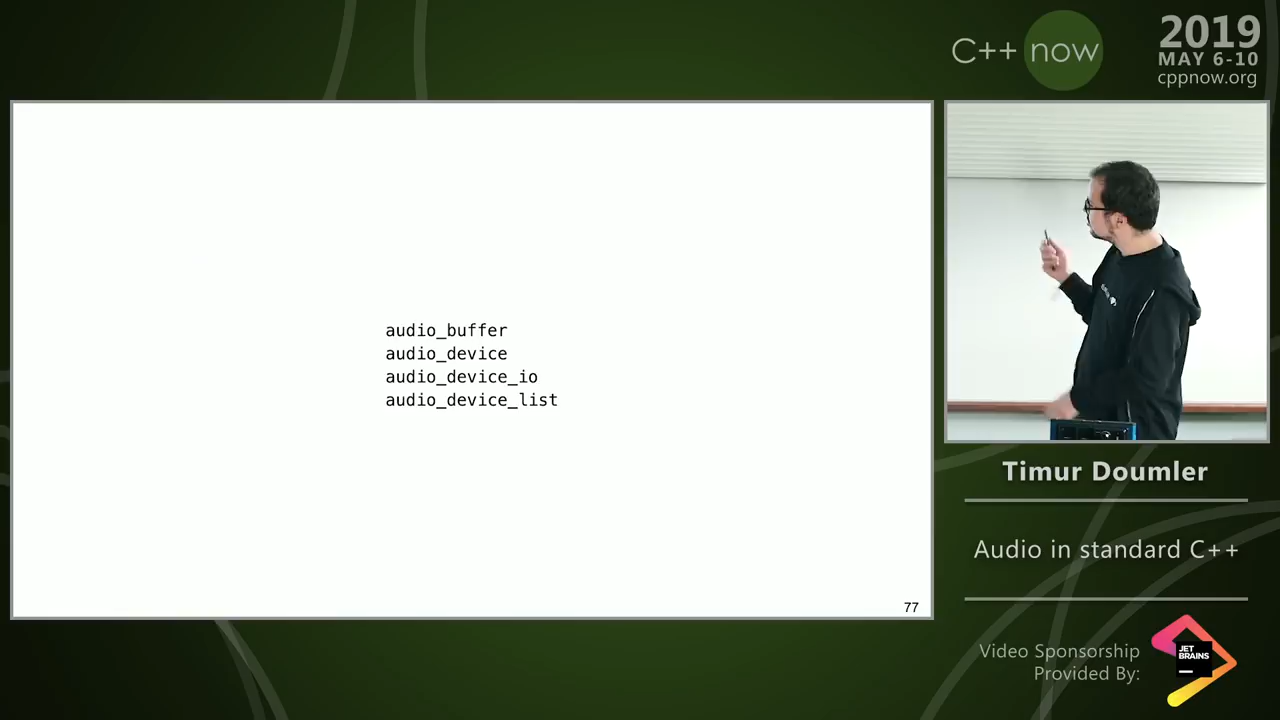 C++ now
2019
MAY 6-10
cppnow.org
audio_buffer
audio_device
audio_device_io
audio_device_list
77
Timur Doumler
Audio in standard C++
Video Sponsorship
Provided By:
JET
BRAINS